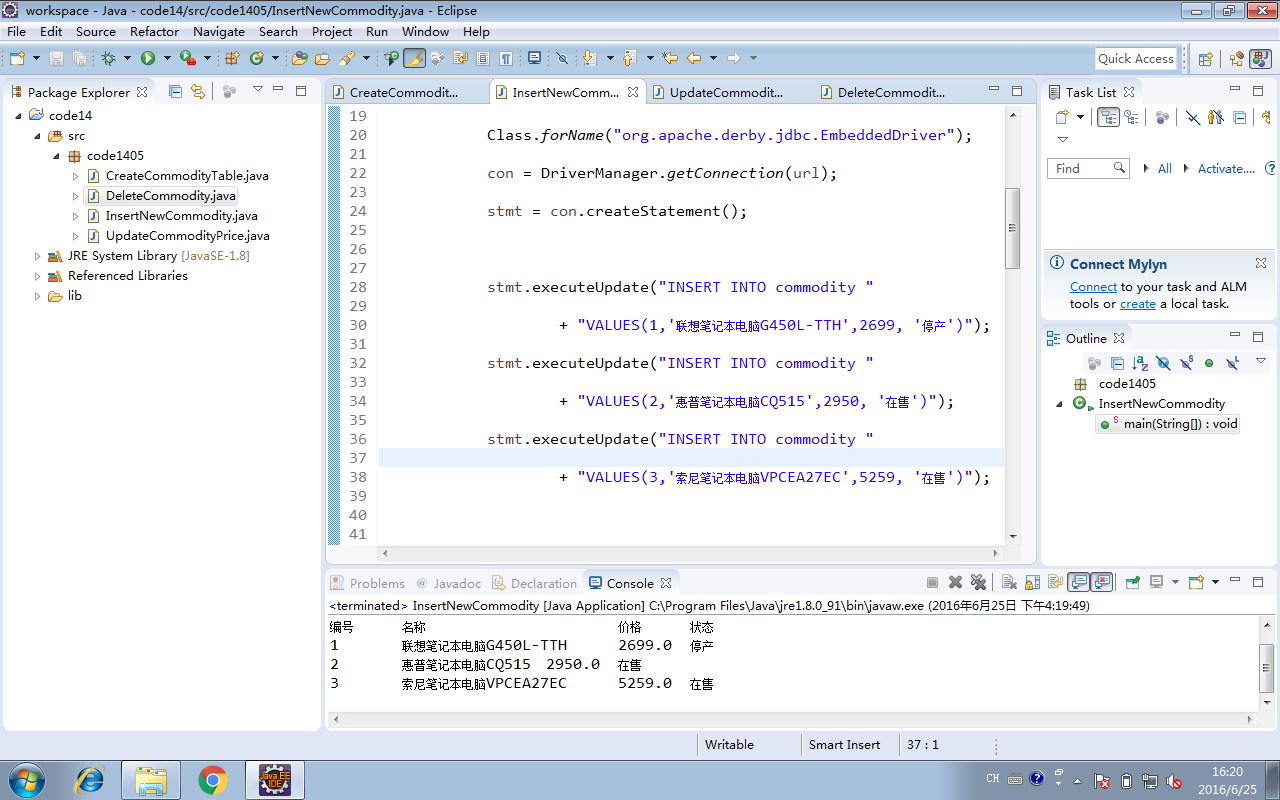 workspace - Java - code14/src/code1405/InsertNewCommodity.java - Eclipse
File Edit Source Refactor Navigate Search Project Run Window Help
Quick Access
Package Explorer
code14
src
code1405
CreateCommodityTable.java
DeleteCommodity.java
InsertNewCommodity.java
UpdateCommodityPrice.java
JRE System Library [JavaSE-1.8]
Referenced Libraries
lib
CreateCommodit... InsertNewComm... UpdateCommodit... DeleteCommodit...
19
20 Class.forName("org.apache.derby.jdbc.EmbeddedDriver");
21
22 con = DriverManager.getConnection(url);
23
24 stmt = con.createStatement();
25
26
27
28 stmt.executeUpdate("INSERT INTO commodity "
29
30 + "VALUES(1,'联想笔记本电脑G450L-TTH',2699, '停产')");
31
32 stmt.executeUpdate("INSERT INTO commodity "
33
34 + "VALUES(2,'惠普笔记本电脑CQ515',2950, '在售')");
35
36 stmt.executeUpdate("INSERT INTO commodity "
37
38 + "VALUES(3,'索尼笔记本电脑VPCEA27EC',5259, '在售')");
39
40
41
Task List
Find All Activate....
Connect Mylyn
Connect to your task and ALM
tools or create a local task.
Outline
code1405
InsertNewCommodity
main(String[]) : void
Problems @ Javadoc Declaration Console
<terminated> InsertNewCommodity [Java Application] C:\Program Files\Java\jre1.8.0_91\bin\javaw.exe (2016年6月25日 下午4:19:49)
编号 名称 价格 状态
1 联想笔记本电脑G450L-TTH 2699.0 停产
2 惠普笔记本电脑CQ515 2950.0 在售
3 索尼笔记本电脑VPCEA27EC 5259.0 在售
Writable Smart Insert 37 : 1
Java EE
IDE
CH
16:20
2016/6/25